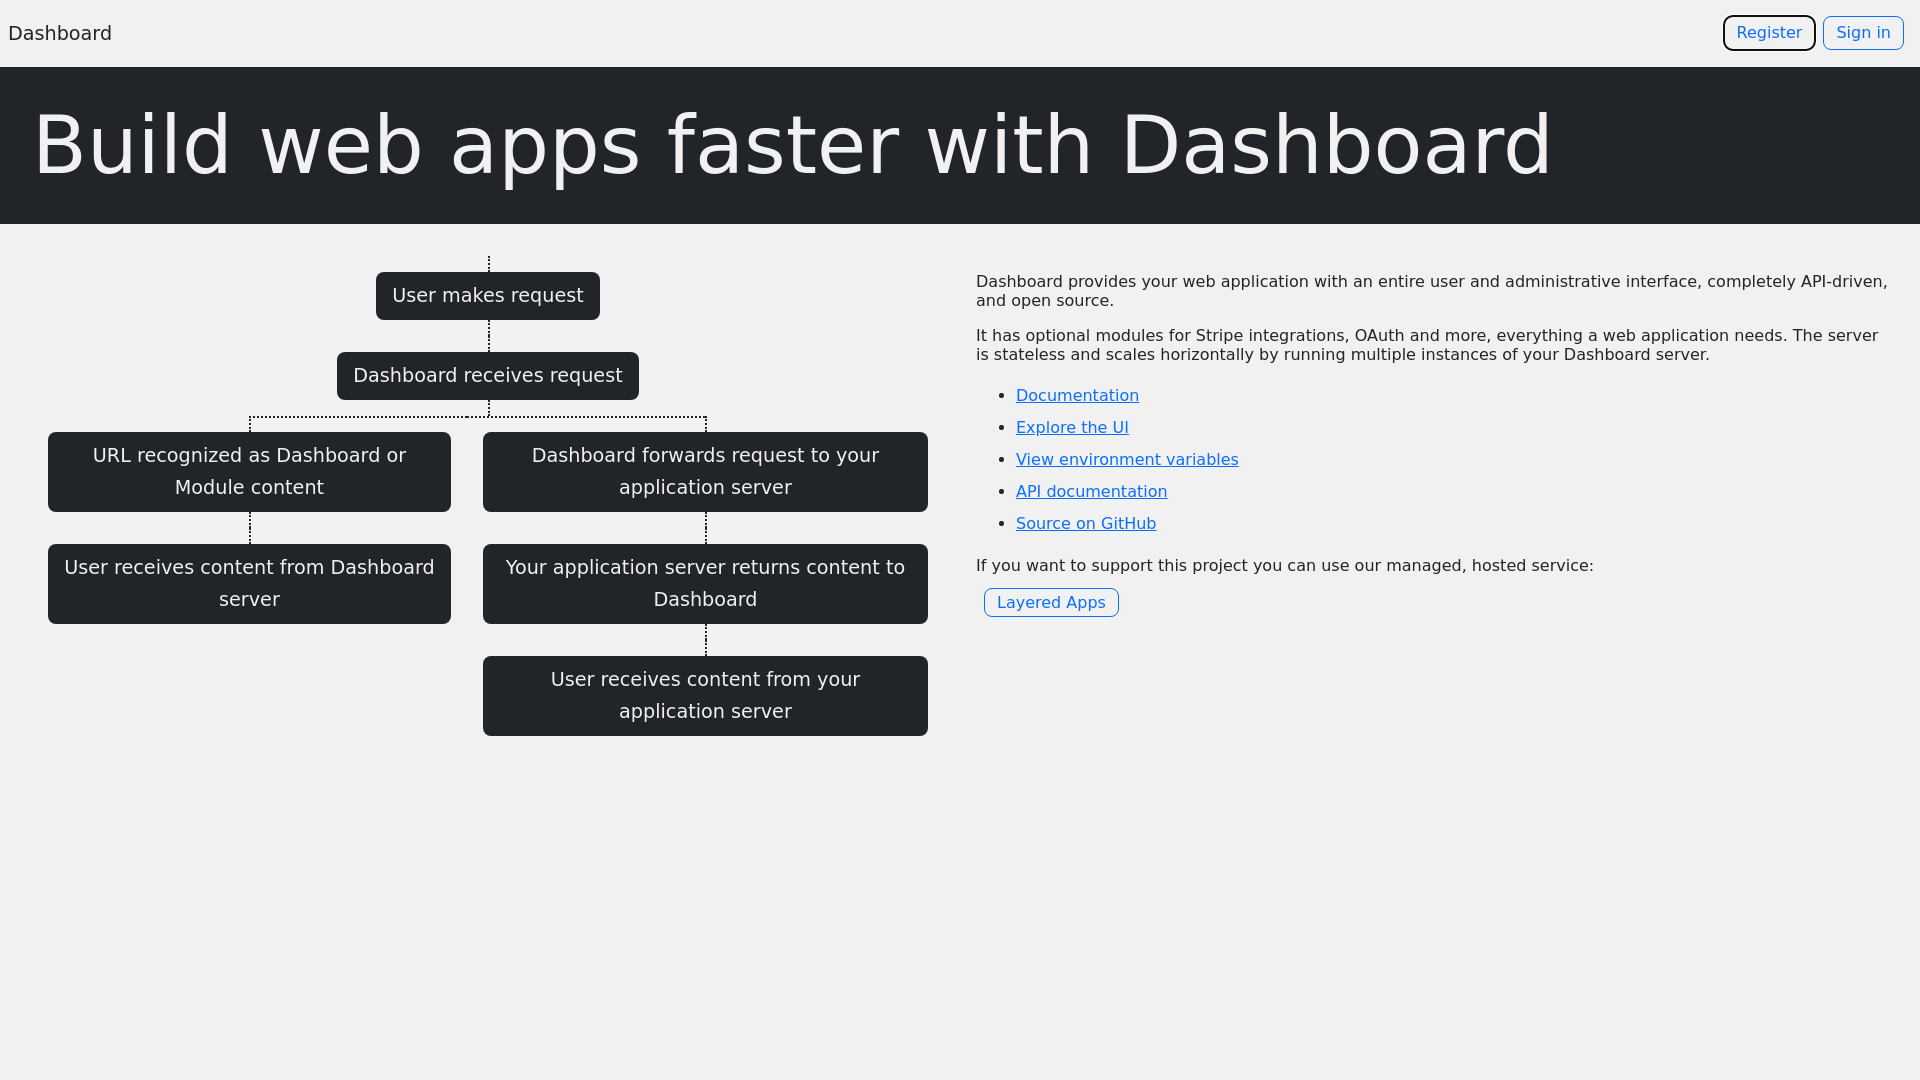 Dashboard
Register
Sign in
Build web apps faster with Dashboard
User makes request
Dashboard receives request
URL recognized as Dashboard or
Module content
Dashboard forwards request to your
application server
User receives content from Dashboard
server
Your application server returns content to
Dashboard
User receives content from your
application server
Dashboard provides your web application with an entire user and administrative interface, completely API-driven,
and open source.
It has optional modules for Stripe integrations, OAuth and more, everything a web application needs. The server
is stateless and scales horizontally by running multiple instances of your Dashboard server.
Documentation
Explore the UI
View environment variables
API documentation
Source on GitHub
If you want to support this project you can use our managed, hosted service:
Layered Apps